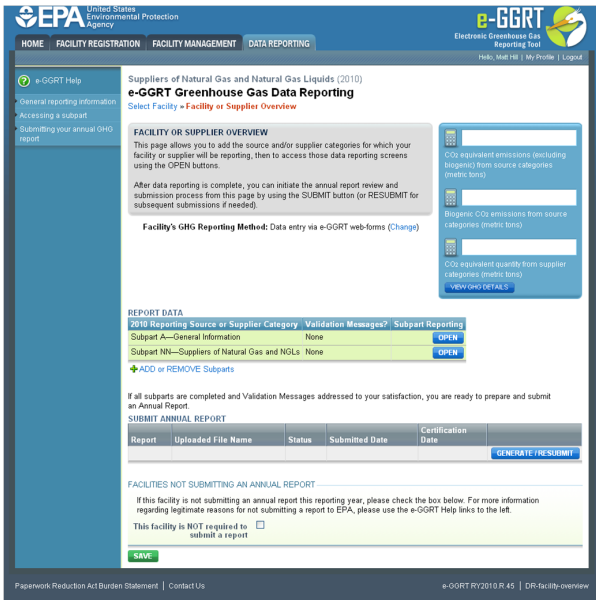 EPA United States Environmental Protection Agency
e-GGRT
Electronic Greenhouse Gas Reporting Tool
HOME FACILITY REGISTRATION FACILITY MANAGEMENT DATA REPORTING
Hello, Matt Hill | My Profile | Logout
e-GGRT Help
General reporting information
Accessing a subpart
Submitting your annual GHG
report
Suppliers of Natural Gas and Natural Gas Liquids (2010)
e-GGRT Greenhouse Gas Data Reporting
Select Facility » Facility or Supplier Overview
FACILITY OR SUPPLIER OVERVIEW
This page allows you to add the source and/or supplier categories for which your
facility or supplier will be reporting, then to access those data reporting screens
using the OPEN buttons.
After data reporting is complete, you can initiate the annual report review and
submission process from this page by using the SUBMIT button (or RESUBMIT for
subsequent submissions if needed).
Facility's GHG Reporting Method: Data entry via e-GGRT web-forms (Change)
CO2 equivalent emissions (excluding
biogenic) from source categories
(metric tons)
Biogenic CO2 emissions from source
categories (metric tons)
CO2 equivalent quantity from supplier
categories (metric tons)
VIEW GHG DETAILS
REPORT DATA
2010 Reporting Source or Supplier Category Validation Messages? Subpart Reporting
Subpart A—General Information None OPEN
Subpart NN—Suppliers of Natural Gas and NGLs None OPEN
ADD or REMOVE Subparts
If all subparts are completed and Validation Messages addressed to your satisfaction, you are ready to prepare and submit
an Annual Report.
SUBMIT ANNUAL REPORT
Report Uploaded File Name Status Submitted Date Certification Date
GENERATE / RESUBMIT
FACILITIES NOT SUBMITTING AN ANNUAL REPORT
If this facility is not submitting an annual report this reporting year, please check the box below. For more information
regarding legitimate reasons for not submitting a report to EPA, please use the e-GGRT Help links to the left.
This facility is NOT required to
submit a report
SAVE
Paperwork Reduction Act Burden Statement | Contact Us
e-GGRT RY2010.R.45 | DR-facility-overview